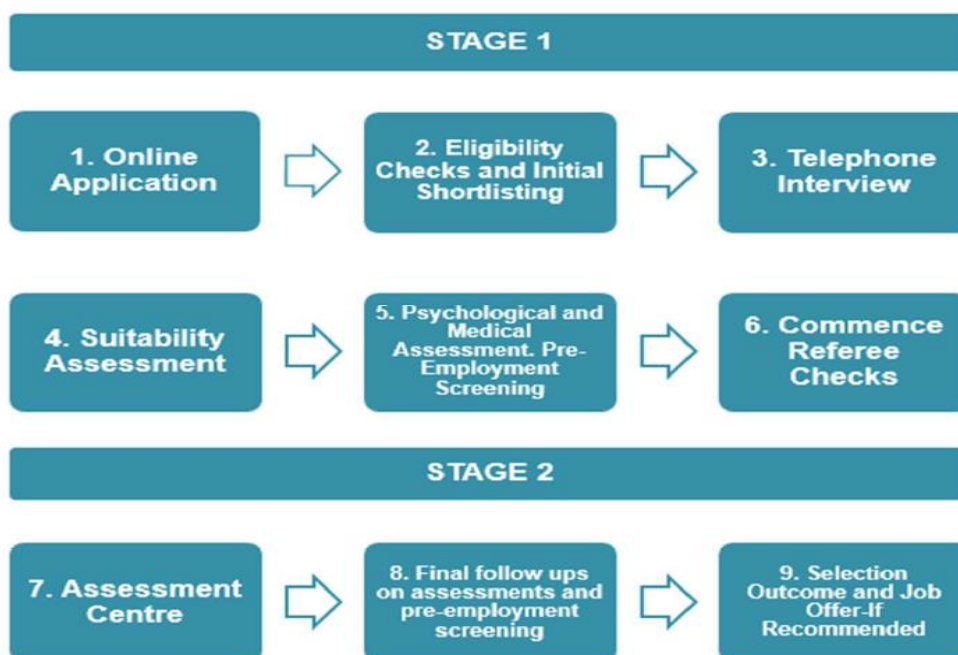 STAGE 1
1. Online
Application
2. Eligibility
Checks and Initial
Shortlisting
3. Telephone
Interview
4. Suitability
Assessment
5. Psychological and
Medical
Assessment. Pre-
Employment
Screening
6. Commence
Referee
Checks
STAGE 2
7. Assessment
Centre
8. Final follow ups
on assessments and
pre-employment
screening
9. Selection
Outcome and Job
Offer-If
Recommended